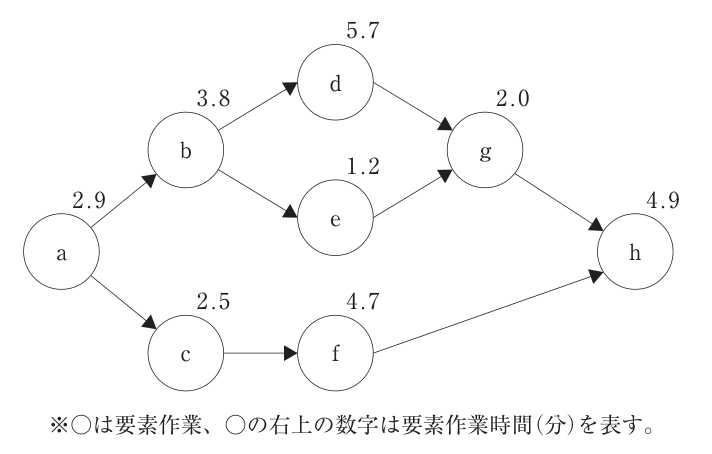 5.7
d
3.8
2.0
b
g
1.2
2.9
e
4.9
a
h
2.5
4.7
c
f
※○は要素作業、○の右上の数字は要素作業時間(分)を表す。